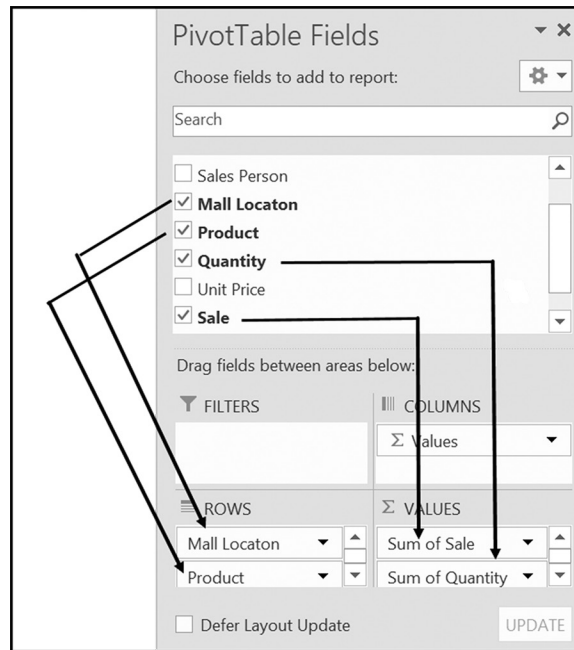 PivotTable Fields
Choose fields to add to report:
Search
Sales Person
Mall Locaton
Product
Quantity
Unit Price
Sale
Drag fields between areas below:
FILTERS
COLUMNS
Σ Values
ROWS
Σ VALUES
Mall Locaton
Sum of Sale
Product
Sum of Quantity
Defer Layout Update
UPDATE